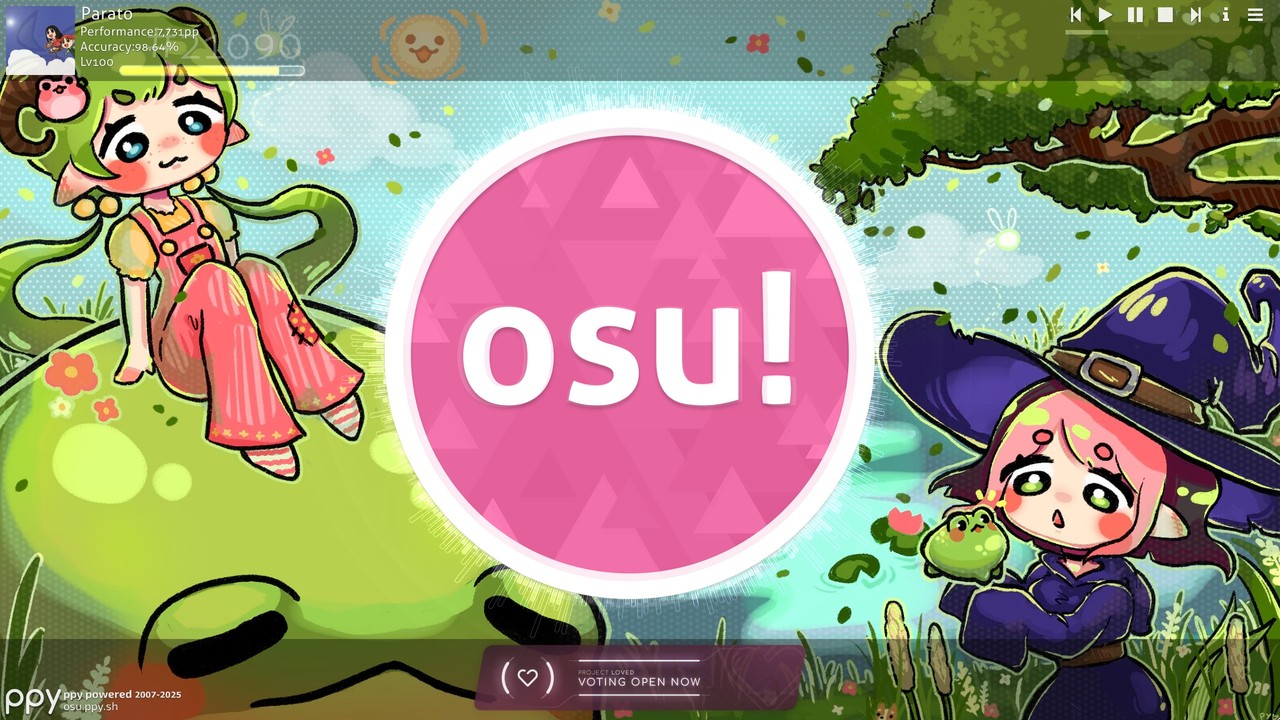 Parato
Performance:7,731pp
Accuracy:98.64%
Lv100
osu!
PROJECT LOVED
VOTING OPEN NOW
ppy
ppy powered 2007-2025
osu.ppy.sh